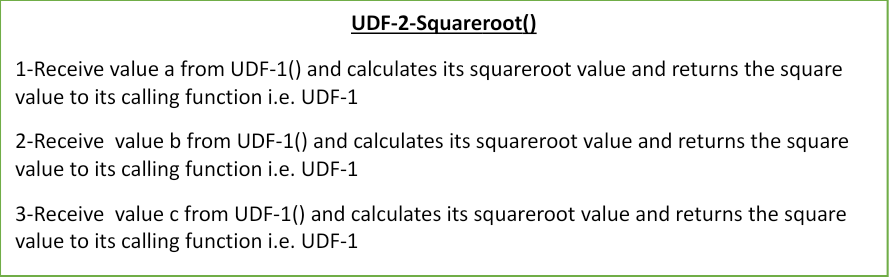 UDF-2-Squareroot()
1-Receive value a from UDF-1() and calculates its squareroot value and returns the square
value to its calling function i.e. UDF-1
2-Receive  value b from UDF-1() and calculates its squareroot value and returns the square
value to its calling function i.e. UDF-1
3-Receive  value c from UDF-1() and calculates its squareroot value and returns the square
value to its calling function i.e. UDF-1